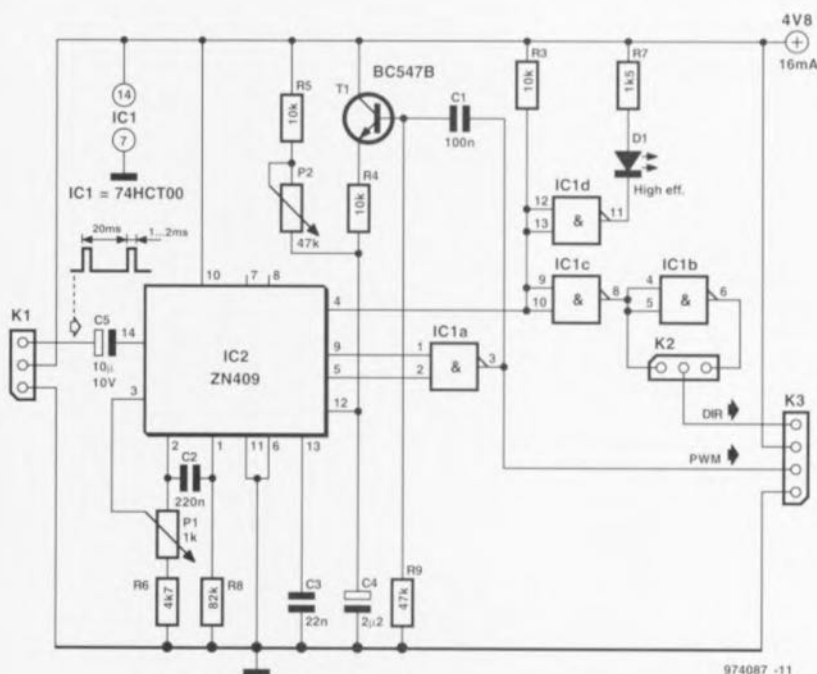 4V8
16mA
R3
10k
R7
1k5
R5
10k
BC547B
T1
C1
100n
14
IC1
7
IC1 = 74HCT00
D1
High eff.
P2
47k
R4
10k
IC1d
12
13
&
11
20ms
1...2ms
10
7
8
IC1c
9
10
&
8
IC1b
4
5
&
6
K1
C5
10µ
10V
14
3
IC2
ZN409
4
9
5
12
IC1a
1
2
&
3
K2
K3
DIR
PWM
2
1
11
6
13
C2
220n
P1
1k
R6
4k7
R8
82k
C3
22n
C4
2µ2
R9
47k
974087 -11